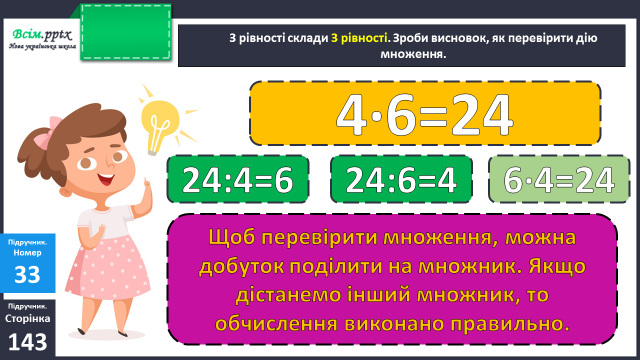 Всім.pptx
Нова українська школа
З рівності склади 3 рівності. Зроби висновок, як перевірити дію
множення.
4·6=24
24:4=6
24:6=4
6·4=24
Щоб перевірити множення, можна
добуток поділити на множник. Якщо
дістанемо інший множник, то
обчислення виконано правильно.
Підручник.
Номер
33
Підручник.
Сторінка
143